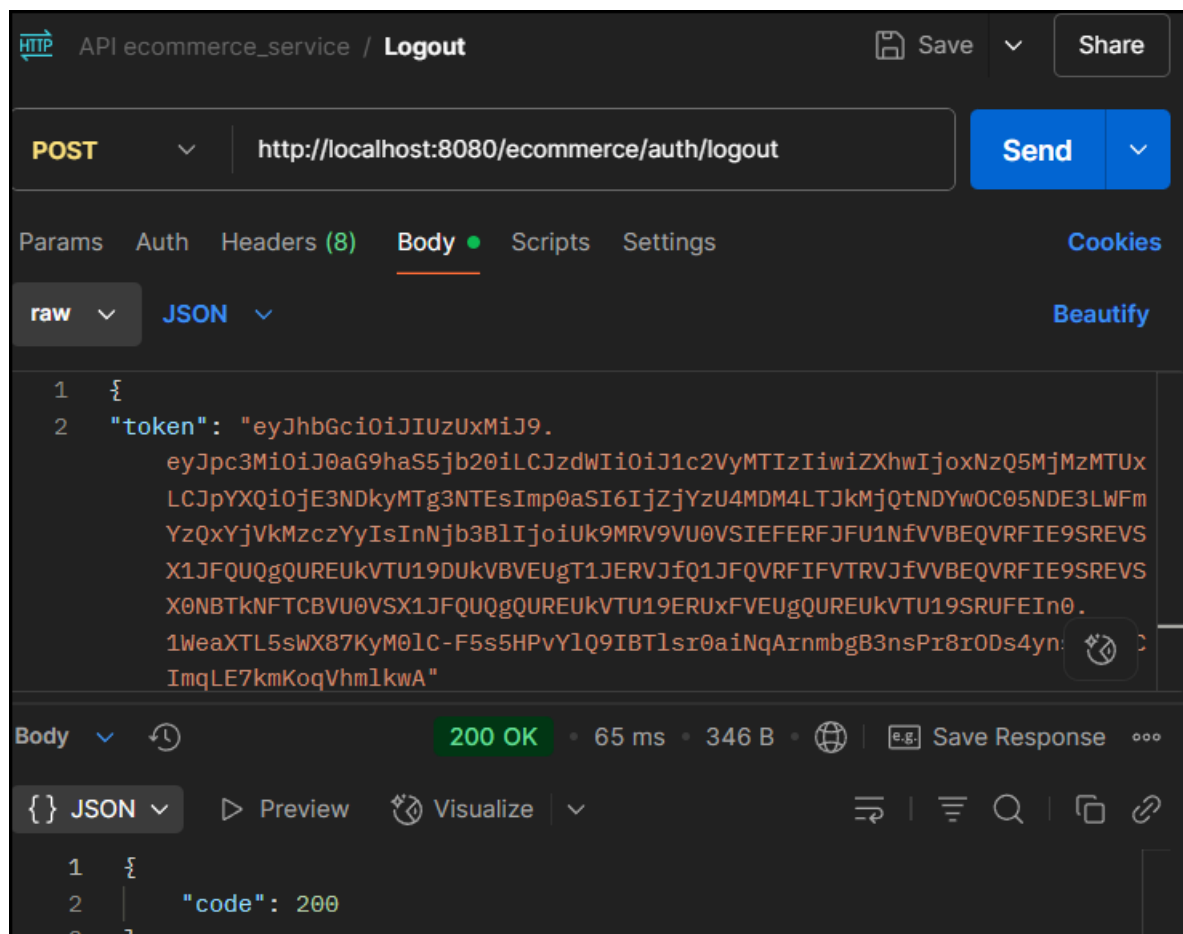 HTTP API ecommerce_service / Logout Save Share
POST http://localhost:8080/ecommerce/auth/logout Send
Params Auth Headers (8) Body Scripts Settings Cookies
raw JSON Beautify
1 {
2 "token": "eyJhbGciOiJIUzUxMiJ9.
eyJpc3MiOiJ0aG9haS5jb20iLCJzdWIiOiJ1c2VyMTIzIiwiZXhwIjoxNzQ5MjMzMTUx
LCJpYXQiOjE3NDkyMTg3NTEsImp0aSI6IjZjYzU4MDM4LTJkMjQtNDYwOC05NDE3LWFm
YzQxYjVkMzczYyIsInNjb3BlIjoiUk9MRV9VU0VSIEFERFJFU1NfVVBEQVRFIE9SREVS
X1JFQUQgQUREUkVTU19DUkVBVEUgT1JERVJfQ1JFQVRFIFVTRVJfVVBEQVRFIE9SREVS
X0NBTkNFTCBVU0VSX1JFQUQgQUREUkVTU19ERUxFVEUgQUREUkVTU19SRUFEIn0.
1WeaXTL5sWX87KyM0lC-F5s5HPvYlQ9IBTlsr0aiNqArnmbgB3nsPr8rODs4yn
ImqLE7kmKoqVhmlkwA"
Body 200 OK • 65 ms • 346 B • e.g. Save Response
{} JSON Preview Visualize
1 {
2 "code": 200